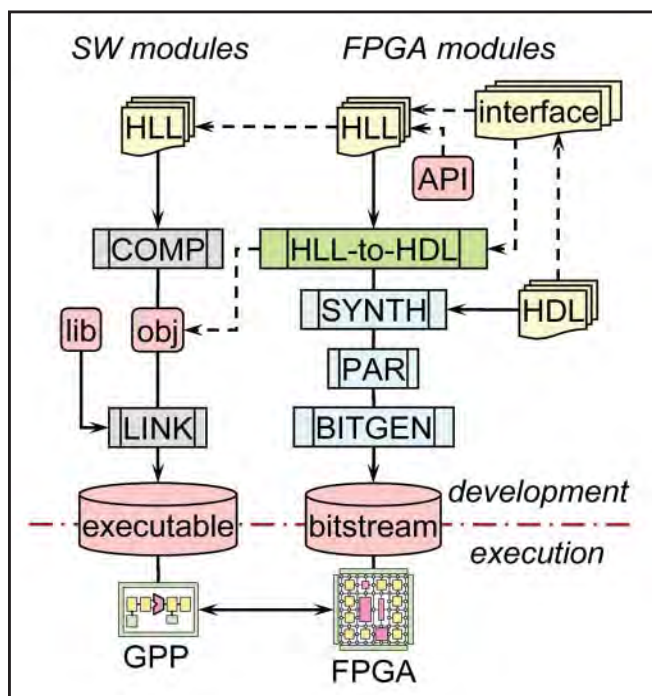 SW modules
FPGA modules
HLL
HLL
interface
API
COMP
HLL-to-HDL
lib
obj
SYNTH
HDL
PAR
LINK
BITGEN
development
executable
bitstream
execution
GPP
FPGA